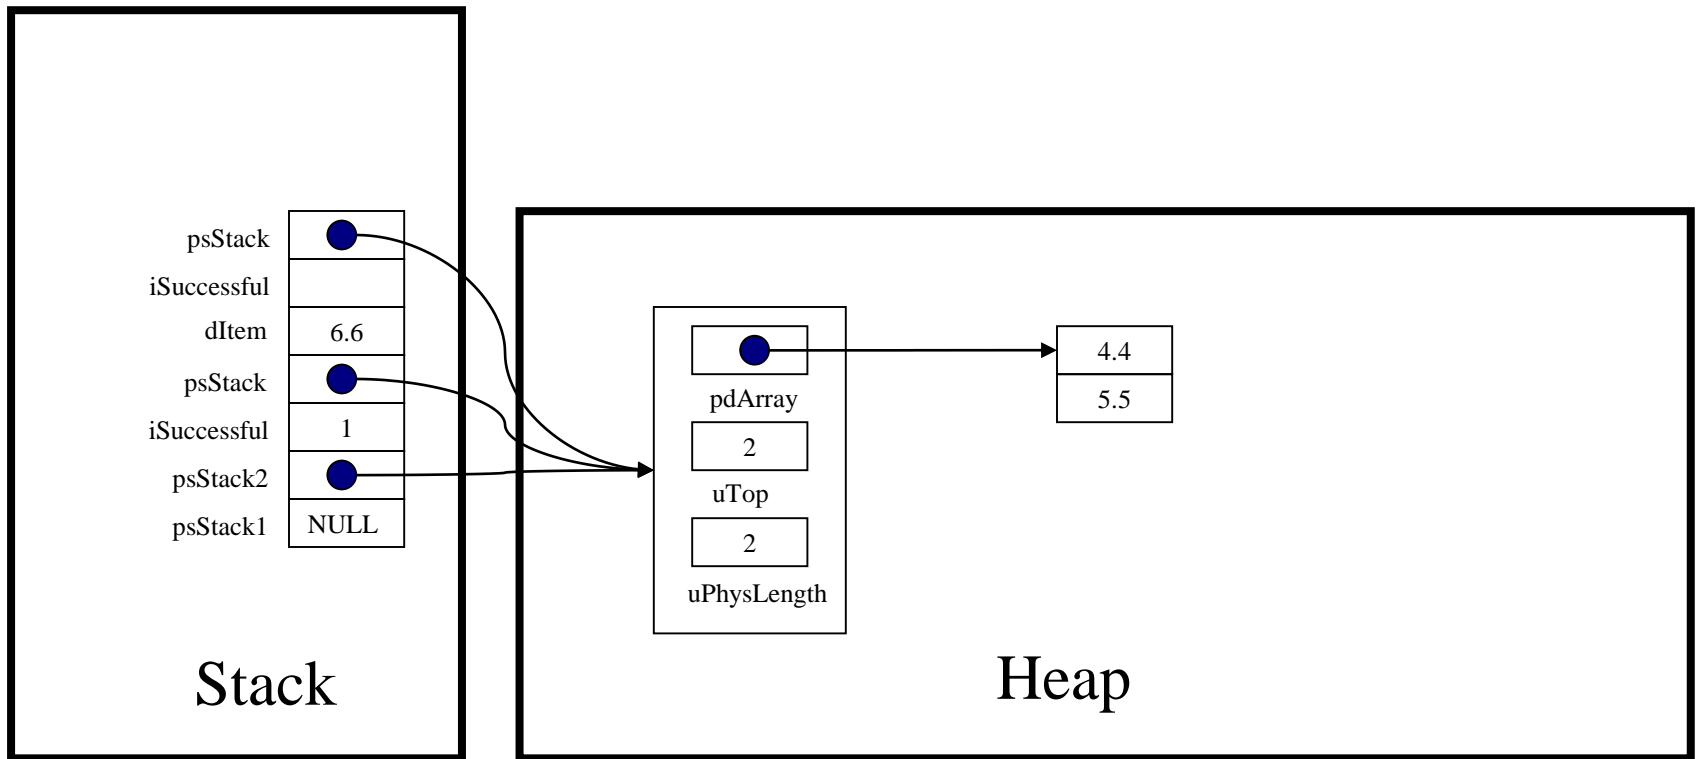 psStack
iSuccessful
dItem 6.6
psStack
iSuccessful 1
psStack2
psStack1 NULL
Stack
pdArray
2
uTop
2
uPhysLength
4.4
5.5
Heap